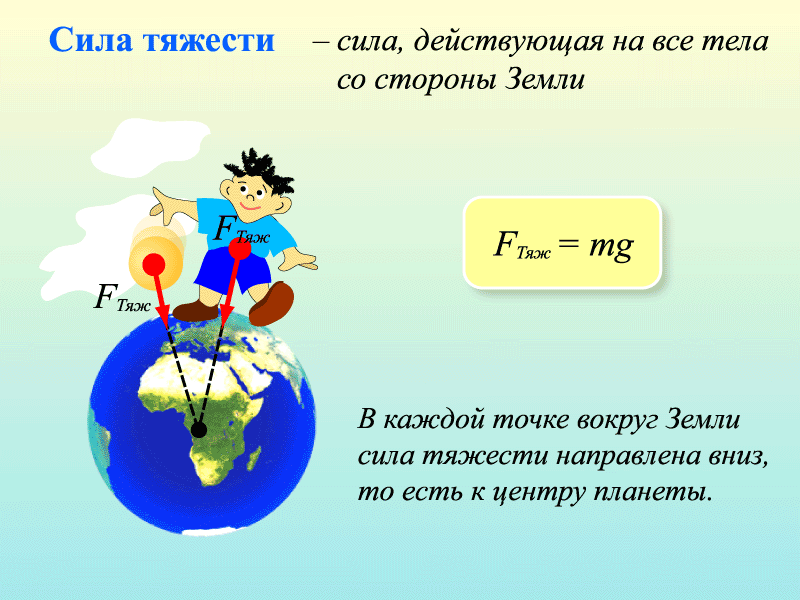 Сила тяжести – сила, действующая на все тела
со стороны Земли
FТяж
FТяж = mg
FТяж
В каждой точке вокруг Земли
сила тяжести направлена вниз,
то есть к центру планеты.